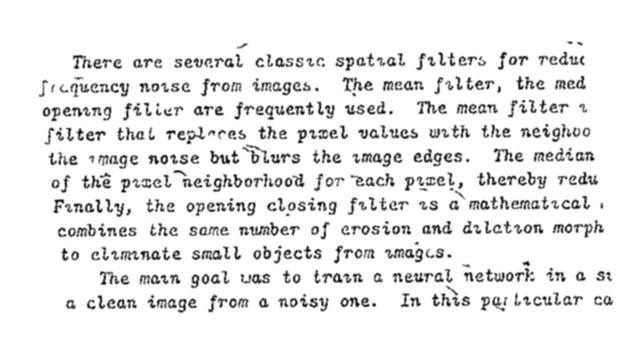 There are several classic spatial filters for reduc
frequency noise from images. The mean filter, the med
opening filter are frequently used. The mean filter
filter that replaces the pixel values with the neighbo
the image noise but blurs the image edges. The median
of the pixel neighborhood for each pixel, thereby redu
Finally, the opening closing filter is a mathematical
combines the same number of erosion and dilation morph
to eliminate small objects from images.
The main goal was to train a neural network in a
a clean image from a noisy one. In this particular ca